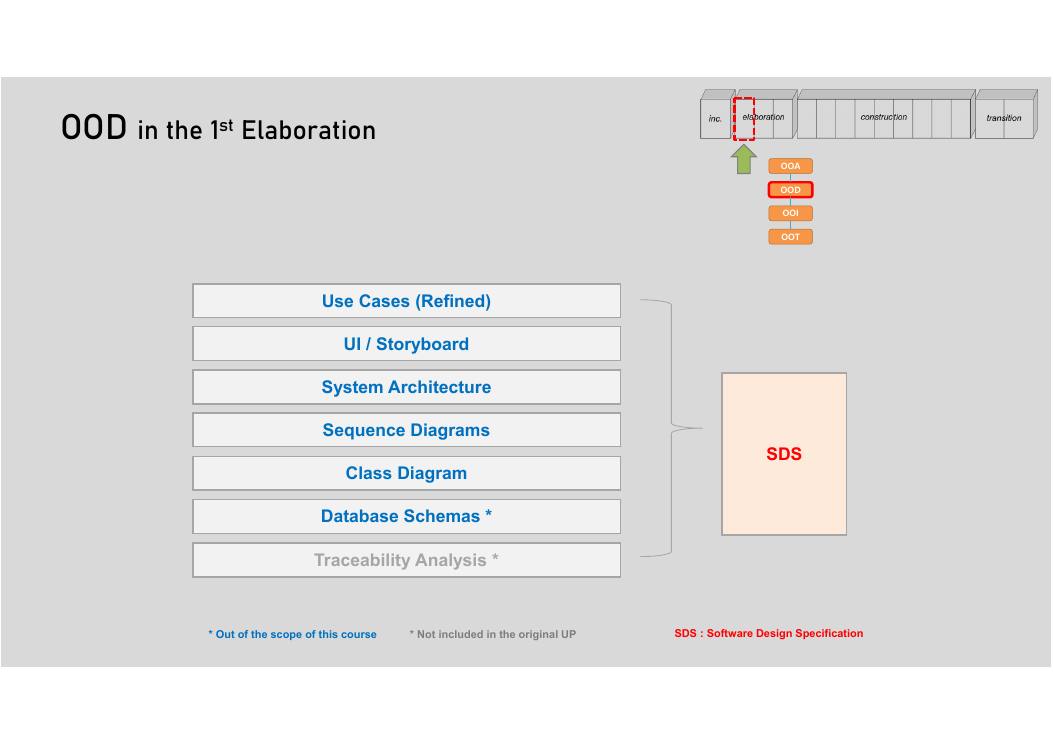 OOD in the 1st Elaboration
inc.
elaboration
construction
transition
OOA
OOD
OOI
OOT
Use Cases (Refined)
UI / Storyboard
System Architecture
Sequence Diagrams
Class Diagram
Database Schemas *
Traceability Analysis *
SDS
* Out of the scope of this course
* Not included in the original UP
SDS : Software Design Specification